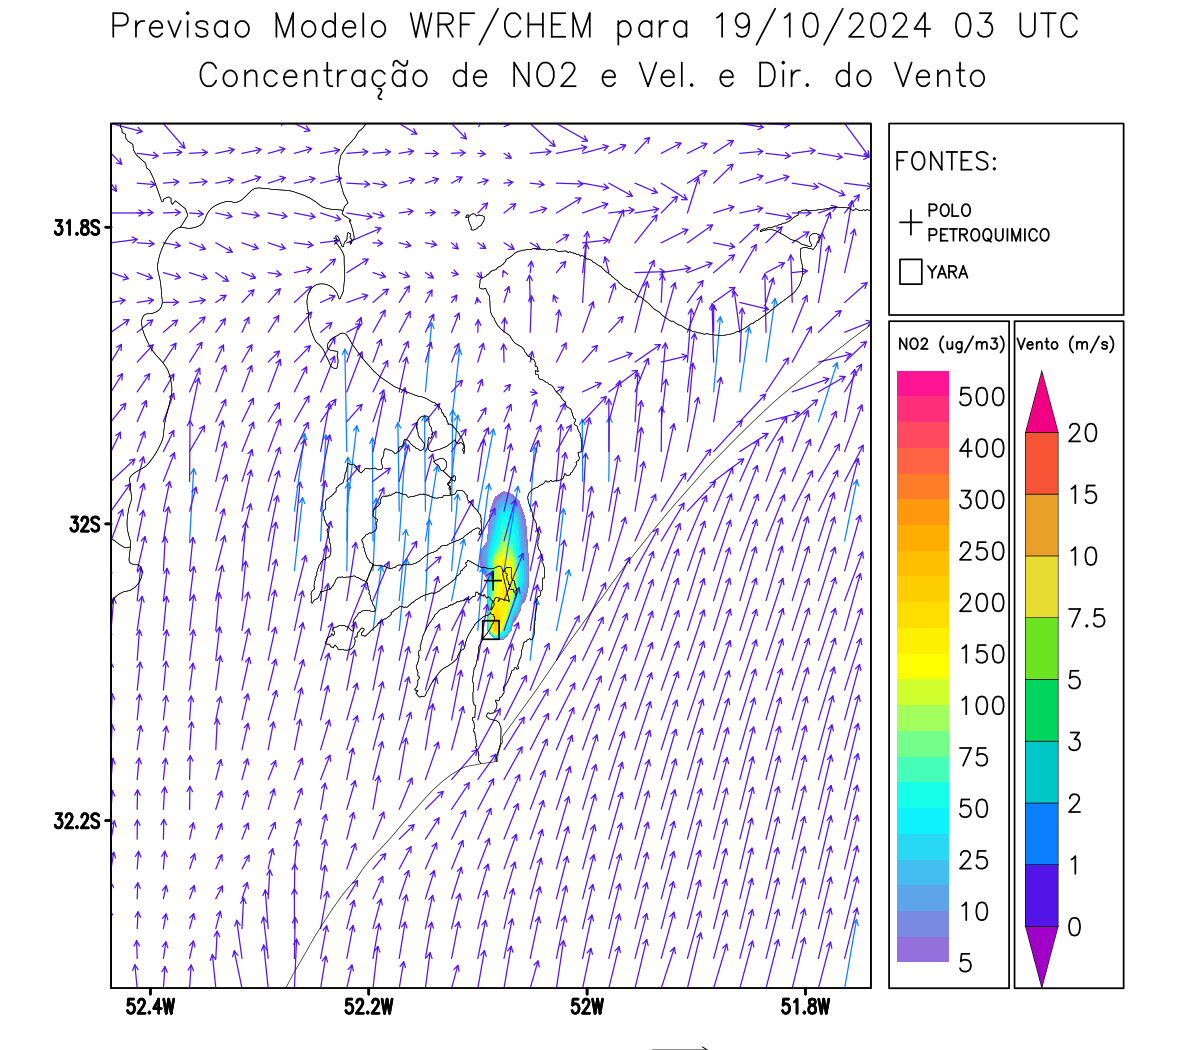 Previsao Modelo WRF/CHEM para 19/10/2024 03 UTC
Concentração de NO2 e Vel. e Dir. do Vento
FONTES:
POLO
PETROQUIMICO
YARA
NO2 (ug/m3)
500
400
300
250
200
150
100
75
50
25
10
5
Vento (m/s)
20
15
10
7.5
5
3
2
1
0
31.8S
32S
32.2S
52.4W
52.2W
52W
51.8W